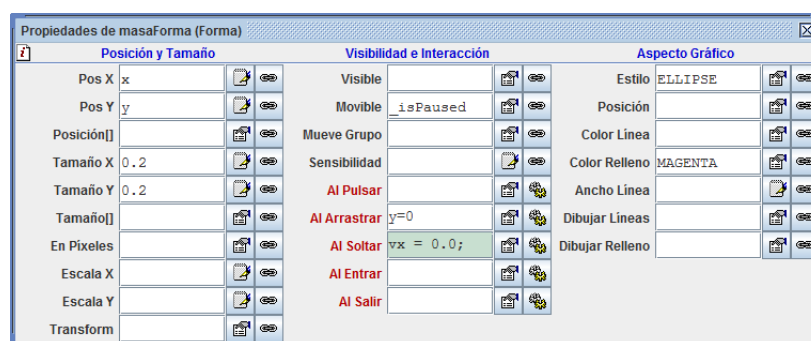 Propiedades de masaForma (Forma)
Posición y Tamaño Visibilidad e Interacción Aspecto Gráfico
Pos X x Visible Estilo ELLIPSE
Pos Y y Movible _isPaused Posición
Posición[] Mueve Grupo Color Línea
Tamaño X 0.2 Sensibilidad Color Relleno MAGENTA
Tamaño Y 0.2 Al Pulsar Ancho Línea
Tamaño[] Al Arrastrar y=0 Dibujar Líneas
En Píxeles Al Soltar vx = 0.0; Dibujar Relleno
Escala X Al Entrar
Escala Y Al Salir
Transform